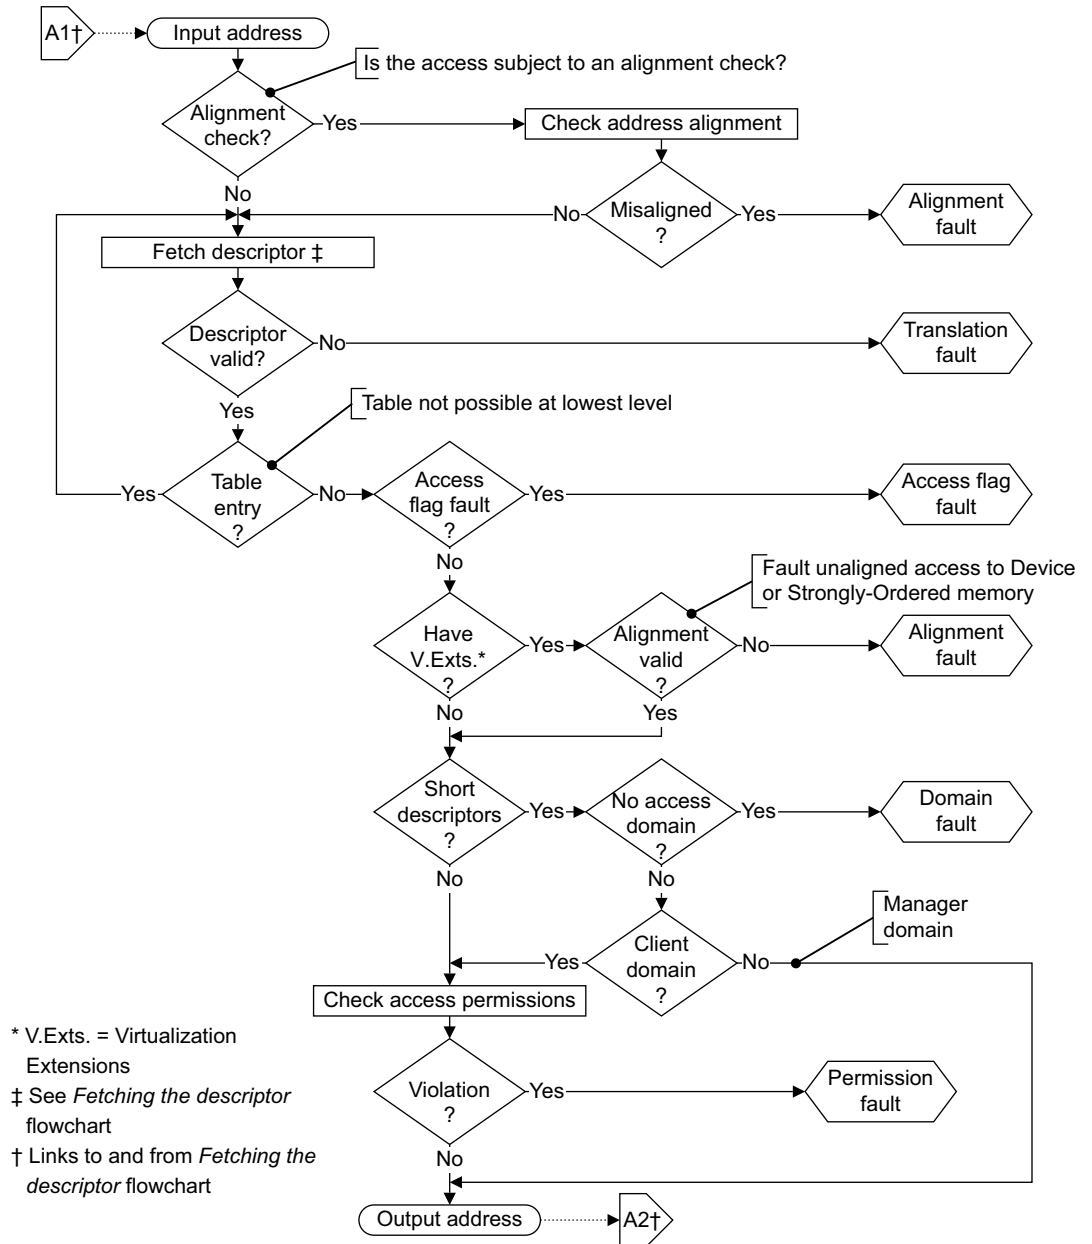 A1†
Input address
Is the access subject to an alignment check?
Alignment
check?
Yes
Check address alignment
No
No
Misaligned
?
Yes
Alignment
fault
Fetch descriptor ‡
Descriptor
valid?
No
Translation
fault
Yes
Table not possible at lowest level
Yes
Table
entry
?
No
Access
flag fault
?
Yes
Access flag
fault
No
Fault unaligned access to Device
or Strongly-Ordered memory
Have
V.Exts.*
?
Yes
Alignment
valid
?
No
Alignment
fault
No
Yes
Short
descriptors
?
Yes
No access
domain
?
Yes
Domain
fault
No
No
Manager
domain
Yes
Client
domain
?
No
Check access permissions
* V.Exts. = Virtualization
Extensions
‡ See Fetching the descriptor
flowchart
† Links to and from Fetching the
descriptor flowchart
Violation
?
Yes
Permission
fault
No
Output address
A2†